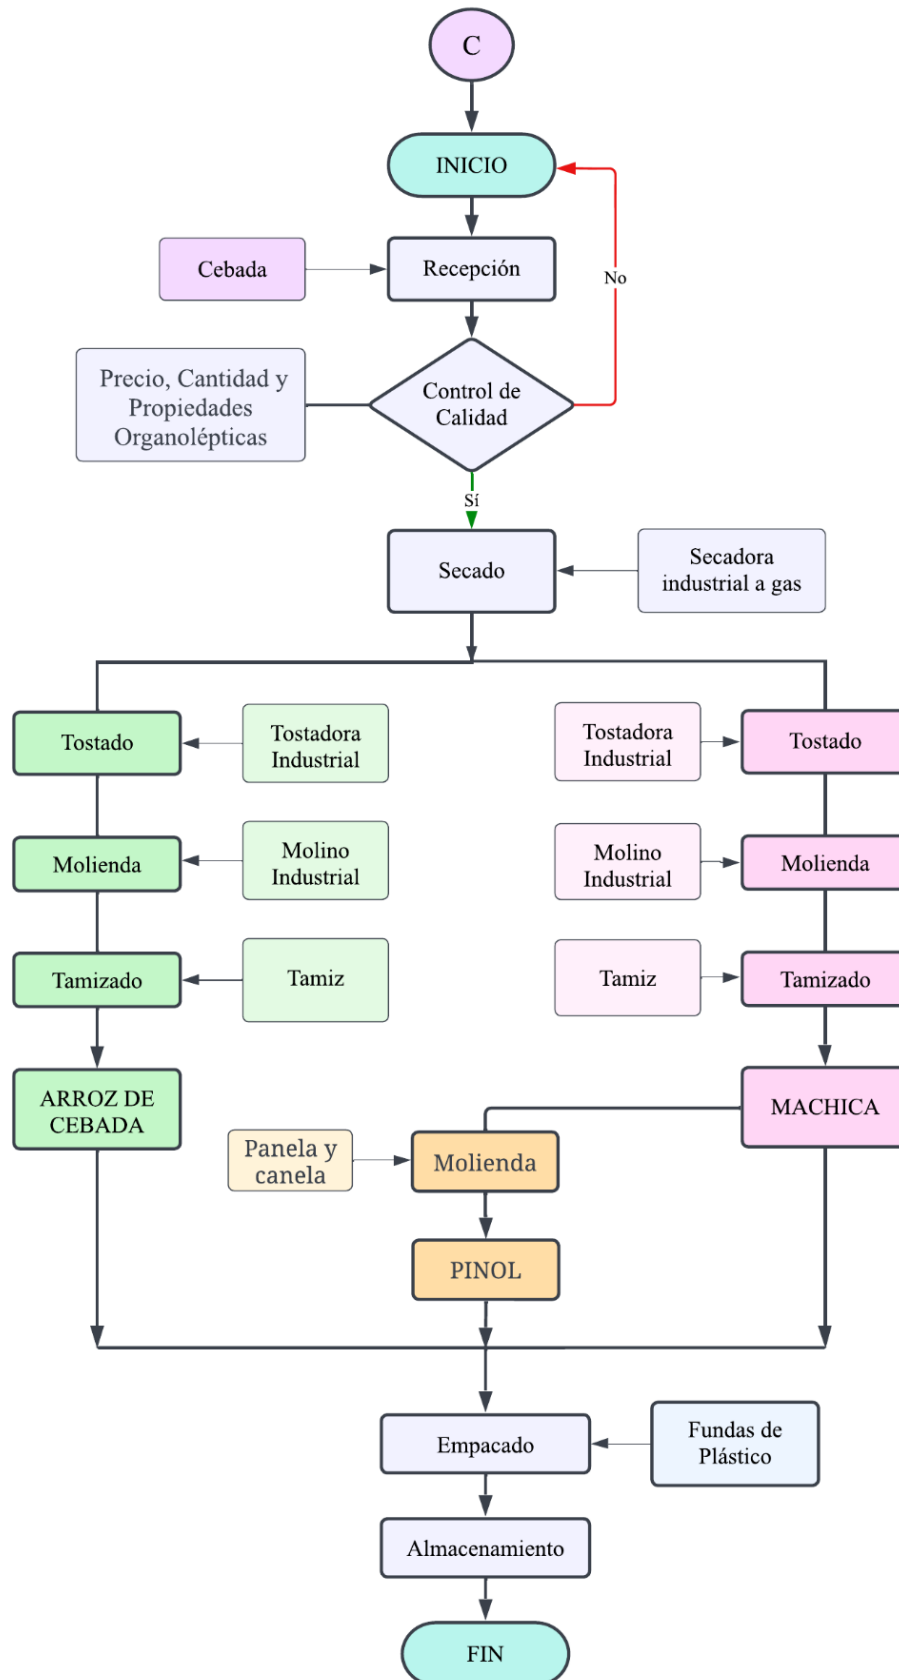 C
INICIO
Cebada
Recepción
No
Precio, Cantidad y
Propiedades
Organolépticas
Control de
Calidad
Sí
Secado
Secadora
industrial a gas
Tostado
Tostadora
Industrial
Tostadora
Industrial
Tostado
Molienda
Molino
Industrial
Molino
Industrial
Molienda
Tamizado
Tamiz
Tamiz
Tamizado
ARROZ DE
CEBADA
MACHICA
Panela y
canela
Molienda
PINOL
Empacado
Fundas de
Plástico
Almacenamiento
FIN